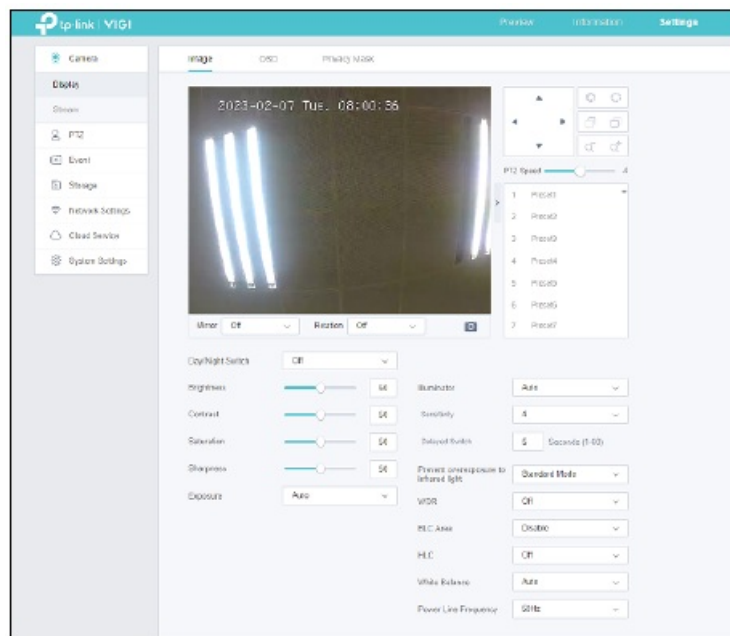 tp-link | VIGI
Preview Information Settings
Camera
Display
Stream
PTZ
Event
Storage
Network Settings
Cloud Service
System Settings
Image OSD Privacy Mask
2023-02-07 Tue. 08:00:36
Mirror Off Rotation Off
PTZ Speed 4
1 Preset1
2 Preset2
3 Preset3
4 Preset4
5 Preset5
6 Preset6
7 Preset7
Day/Night Switch Off
Brightness 50
Contrast 50
Saturation 50
Sharpness 50
Exposure Auto
Illuminator Auto
Sensitivity 4
Delayed Switch 5 Seconds (1-60)
Prevent overexposure to
infrared light Standard Mode
WDR Off
BLC Area Disable
HLC Off
White Balance Auto
Power Line Frequency 50Hz